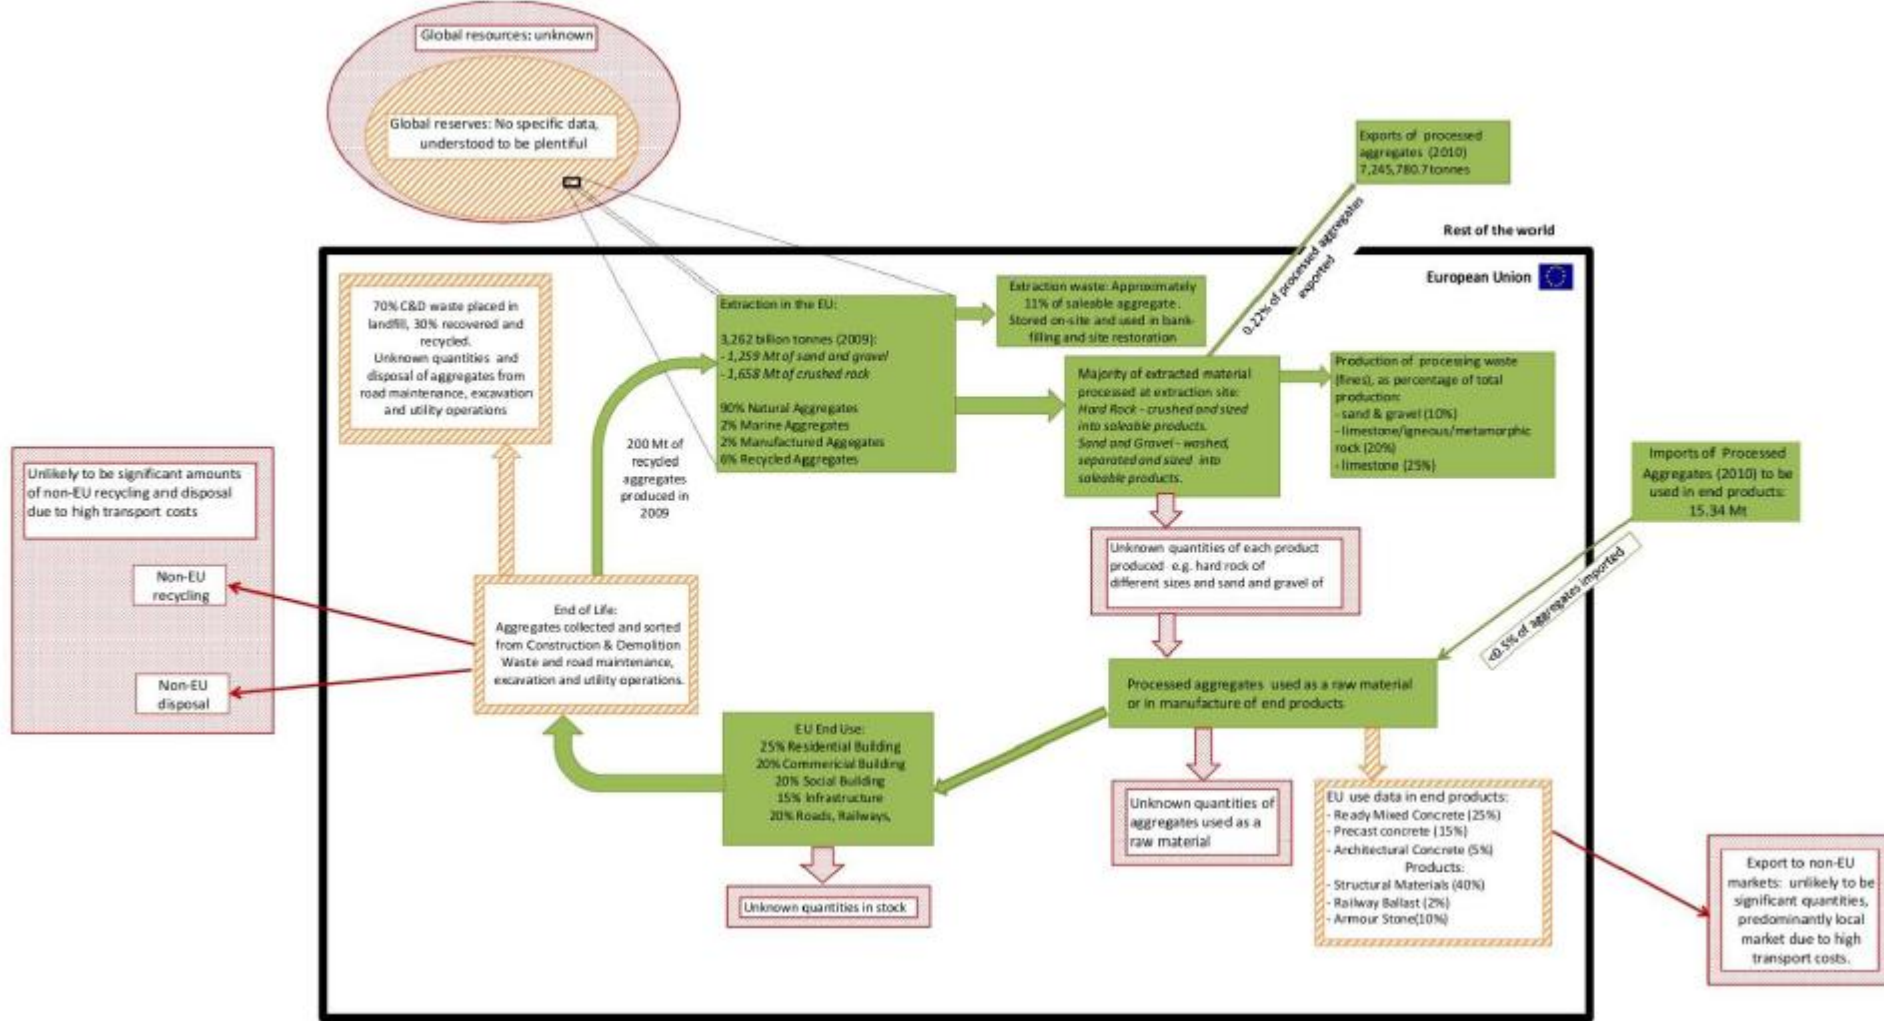 Global resources: unknown
Global reserves: No specific data,
understood to be plentiful
Exports of processed
aggregates (2010)
7,245,780.7 tonnes
0.22% of processed aggregates
exported
Rest of the world
European Union
70% C&D waste placed in
landfill, 30% recovered and
recycled.
Unknown quantities and
disposal of aggregates from
road maintenance, excavation
and utility operations
Extraction in the EU:
3,262 billion tonnes (2009):
- 1,259 Mt of sand and gravel
- 1,658 Mt of crushed rock
90% Natural Aggregates
2% Marine Aggregates
2% Manufactured Aggegates
6% Recycled Aggregates
Extraction waste: Approximately
11% of saleable aggregate.
Stored on-site and used in bank-
filling and site restoration
Majority of extracted material
processed at extraction site:
Hard Rock - crushed and sized
into saleable products.
Sand and Gravel - washed,
separated and sized into
saleable products.
Production of processing waste
(fines), as percentage of total
production:
- sand & gravel (10%)
- limestone/igneous/metamorphic
rock (20%)
- limestone (25%)
200 Mt of
recycled
aggregates
produced in
2009
Imports of Processed
Aggregates (2010) to be
used in end products:
15.34 Mt
<0.5% of aggregates imported
Unlikely to be significant amounts
of non-EU recycling and disposal
due to high transport costs
Non-EU
recycling
Non-EU
disposal
End of Life:
Aggregates collected and sorted
from Construction & Demolition
Waste and road maintenance,
excavation and utility operations.
Unknown quantities of each product
produced e.g. hard rock of
different sizes and sand and gravel of
Processed aggregates used as a raw material
or in manufacture of end products
EU End Use:
25% Residential Building
20% Commericial Building
20% Social Building
15% Infrastructure
20% Roads, Railways,
Unknown quantities in stock
Unknown quantities of
aggregates used as a
raw material
EU use data in end products:
- Ready Mixed Concrete (25%)
- Precast concrete (15%)
- Architectural Concrete (5%)
Products:
- Structural Materials (40%)
- Railway Ballast (2%)
- Armour Stone(10%)
Export to non-EU
markets: unlikely to be
significant quantities,
predominantly local
market due to high
transport costs.